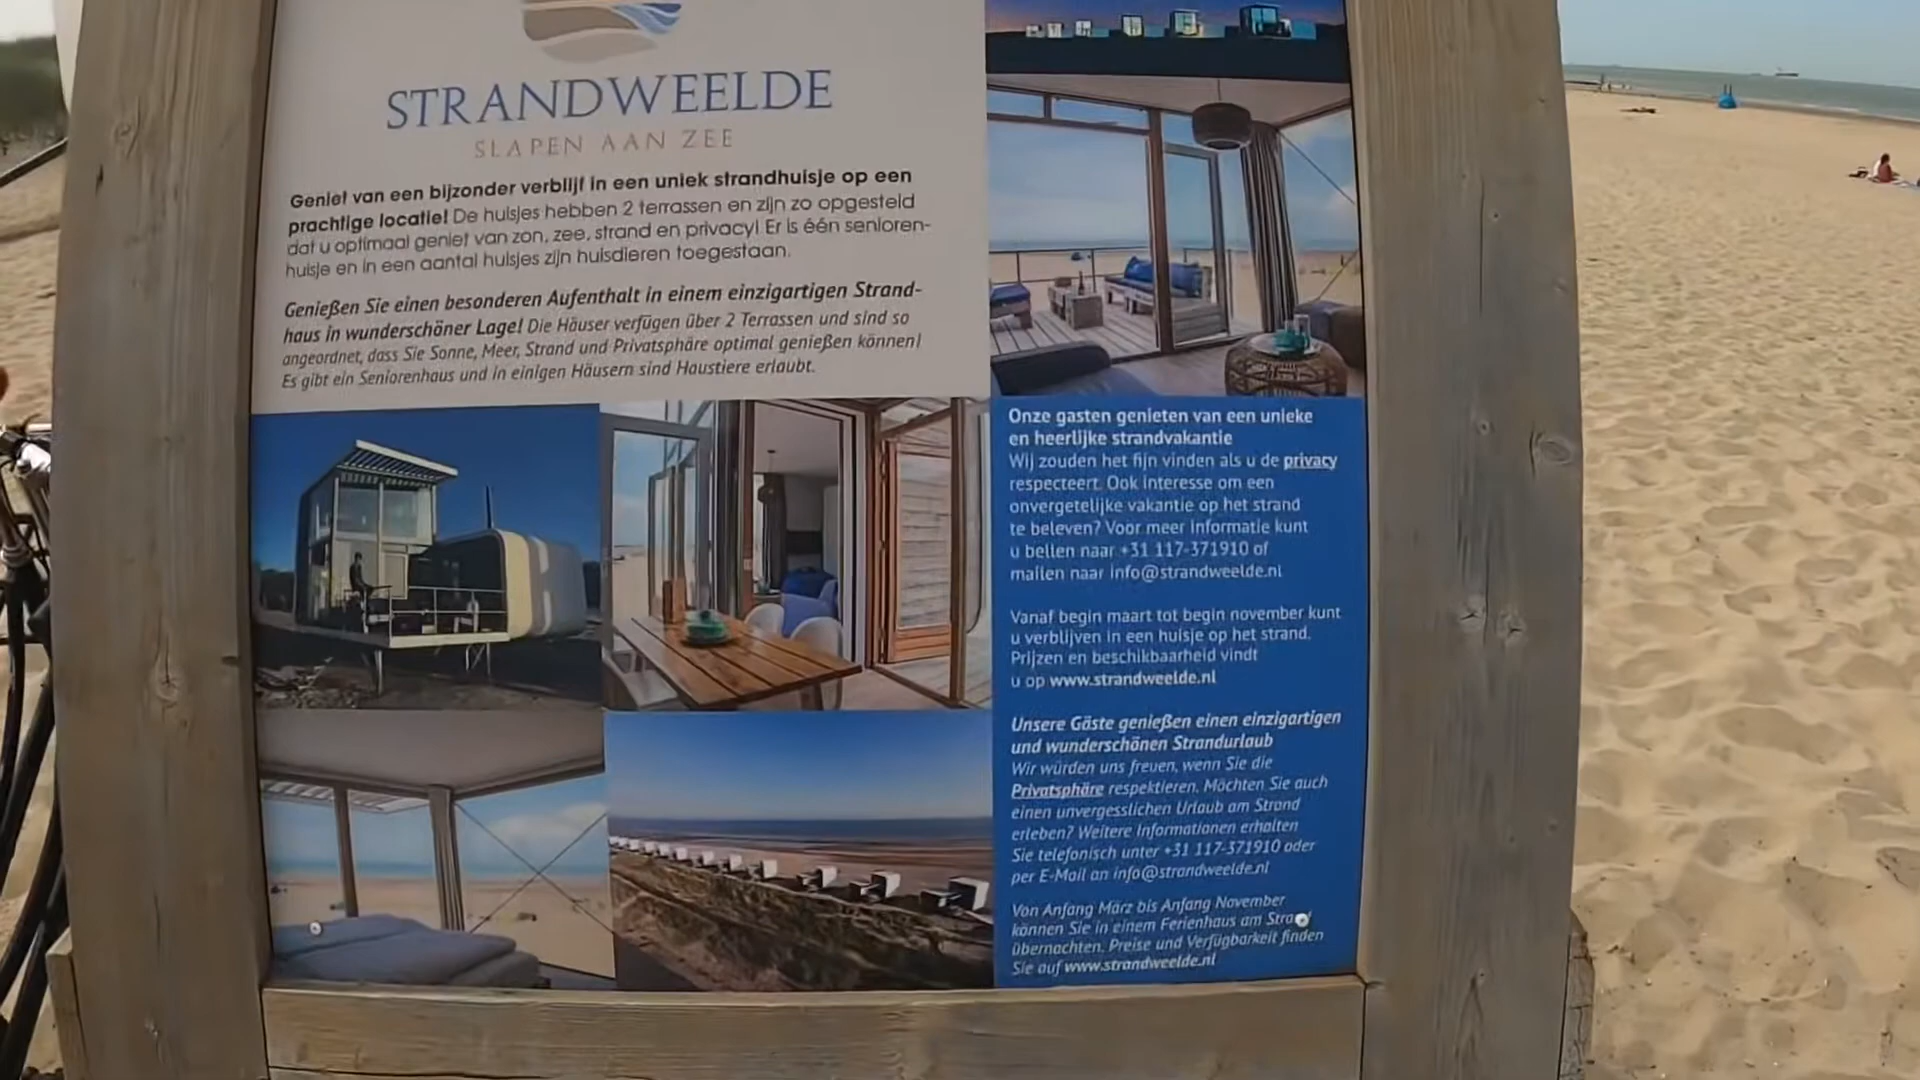 STRANDWEELDE
SLAPEN AAN ZEE
Geniet van een bijzonder verblijf in een uniek strandhuisje op een
prachtige locatie! De huisjes hebben 2 terrassen en zijn zo opgesteld
dat u optimaal geniet van zon, zee, strand en privacy! Er is één senioren-
huisje en in een aantal huisjes zijn huisdieren toegestaan.
Genießen Sie einen besonderen Aufenthalt in einem einzigartigen Strand-
haus in wunderschöner Lage! Die Häuser verfügen über 2 Terrassen und sind so
angeordnet, dass Sie Sonne, Meer, Strand und Privatsphäre optimal genießen können!
Es gibt ein Seniorenhaus und in einigen Häusern sind Haustiere erlaubt.
Onze gasten genieten van een unieke
en heerlijke strandvakantie
Wij zouden het fijn vinden als u de privacy
respecteert. Ook interesse om een
onvergetelijke vakantie op het strand
te beleven? Voor meer informatie kunt
u bellen naar +31 117-371910 of
mailen naar info@strandweelde.nl
Vanaf begin maart tot begin november kunt
u verblijven in een huisje op het strand.
Prijzen en beschikbaarheid vindt
u op www.strandweelde.nl
Unsere Gäste genießen einen einzigartigen
und wunderschönen Strandurlaub
Wir würden uns freuen, wenn Sie die
Privatsphäre respektieren. Möchten Sie auch
einen unvergesslichen Urlaub am Strand
erleben? Weitere Informationen erhalten
Sie telefonisch unter +31 117-371910 oder
per E-Mail an info@strandweelde.nl
Von Anfang März bis Anfang November
können Sie in einem Ferienhaus am Strand
übernachten. Preise und Verfügbarkeit finden
Sie auf www.strandweelde.nl